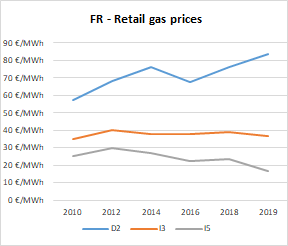 FR - Retail gas prices
90 €/MWh
80 €/MWh
70 €/MWh
60 €/MWh
50 €/MWh
40 €/MWh
30 €/MWh
20 €/MWh
10 €/MWh
0 €/MWh
2010 2012 2014 2016 2018 2019
D2 I3 I5